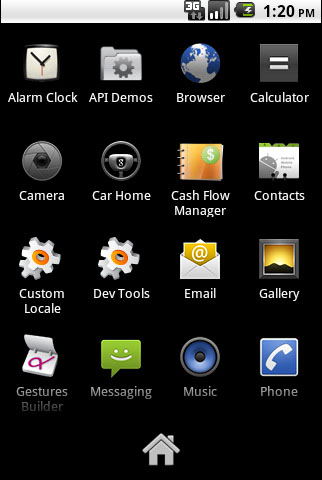 3G 1:20 PM
Alarm Clock API Demos Browser Calculator
Camera Car Home Cash Flow Manager Contacts
Custom Locale Dev Tools Email Gallery
Gestures Builder Messaging Music Phone